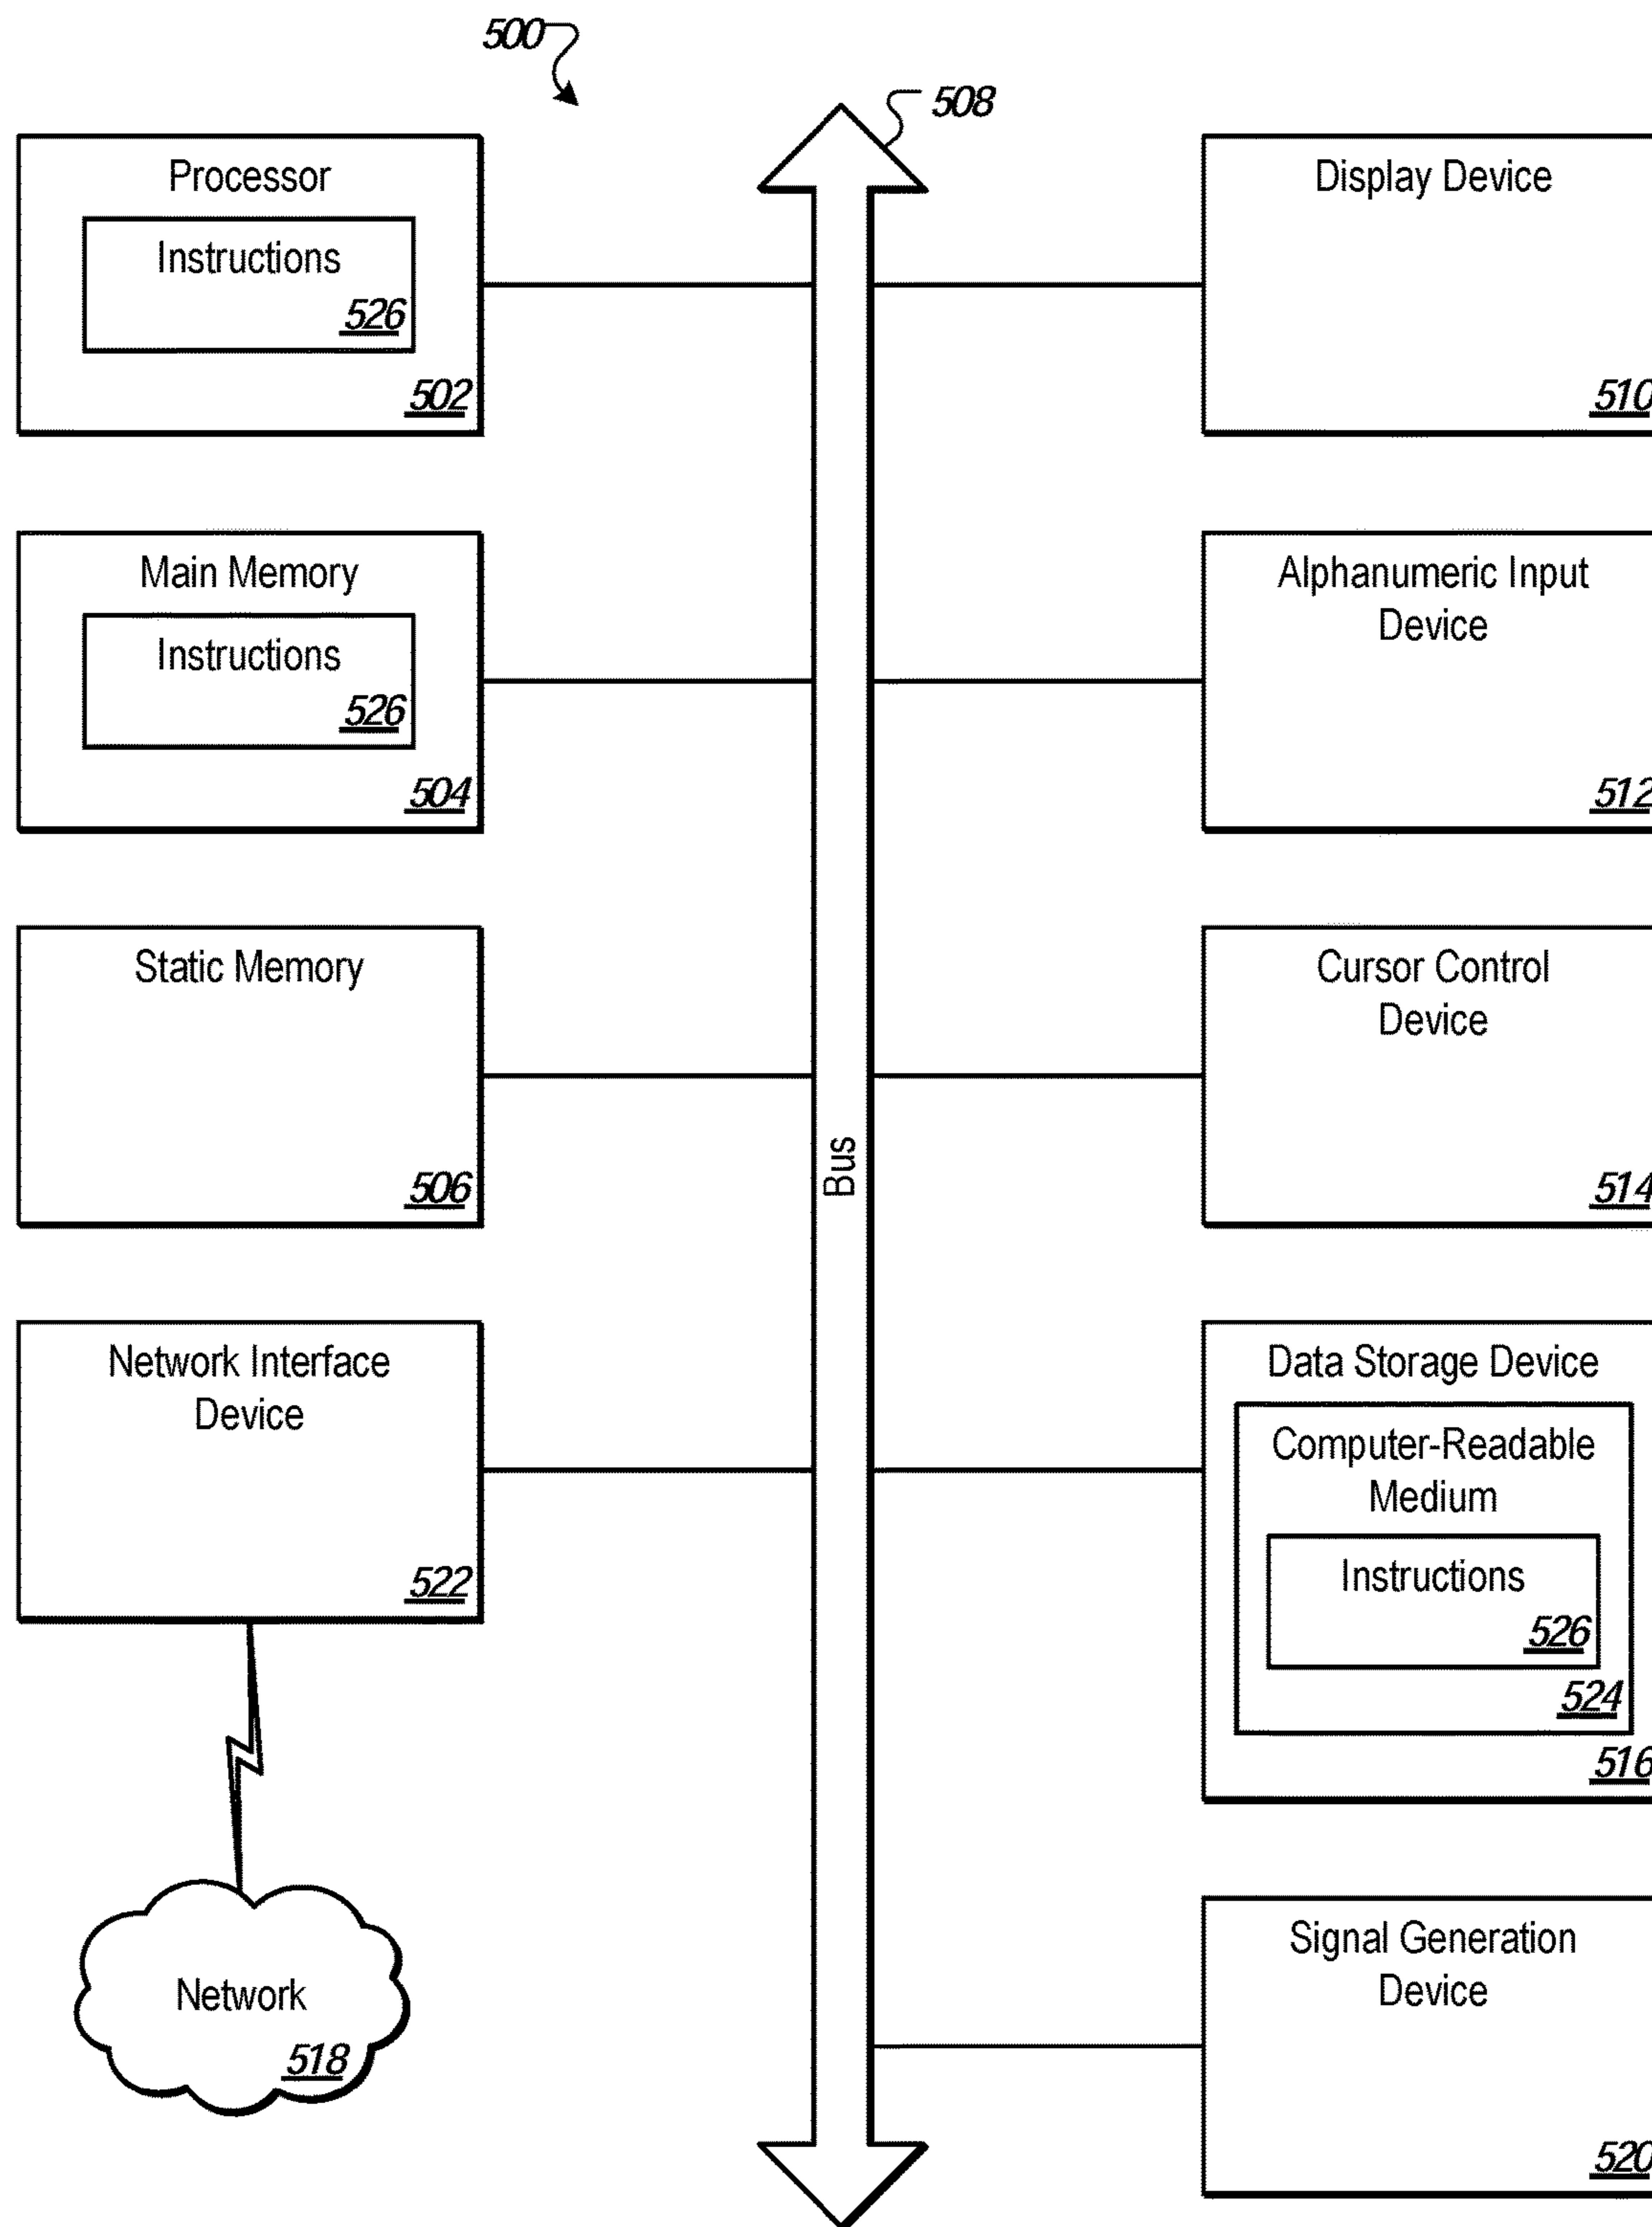 500
508
Processor
Instructions
526
502
Main Memory
Instructions
526
504
Static Memory
506
Network Interface
Device
522
Network
518
Bus
Display Device
510
Alphanumeric Input
Device
512
Cursor Control
Device
514
Data Storage Device
Computer-Readable
Medium
Instructions
526
524
516
Signal Generation
Device
520